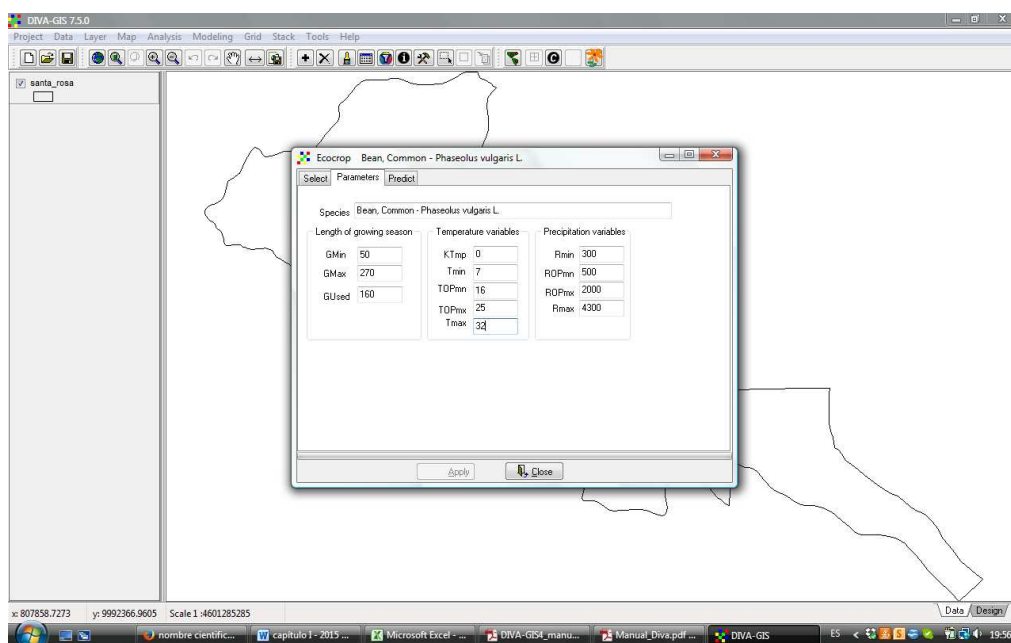 DIVA-GIS 7.5.0
Project Data Layer Map Analysis Modeling Grid Stack Tools Help
santa_rosa
Ecocrop Bean, Common - Phaseolus vulgaris L.
Select Parameters Predict
Species Bean, Common - Phaseolus vulgaris L.
Length of growing season Temperature variables Precipitation variables
GMin 50 KTmp 0 Rmin 300
GMax 270 Tmin 7 ROPmn 500
GUsed 160 TOPmn 16 ROPmx 2000
TOPmx 25 Rmax 4300
Tmax 32
Apply Close
x: 807858.7273 y: 9992366.9605 Scale 1 :4601285285 Data Design
nombre cientific... capitulo 1 - 2015 ... Microsoft Excel - ... DIVA-GIS4_manu... Manual_Diva.pdf ... DIVA-GIS ES 19:56